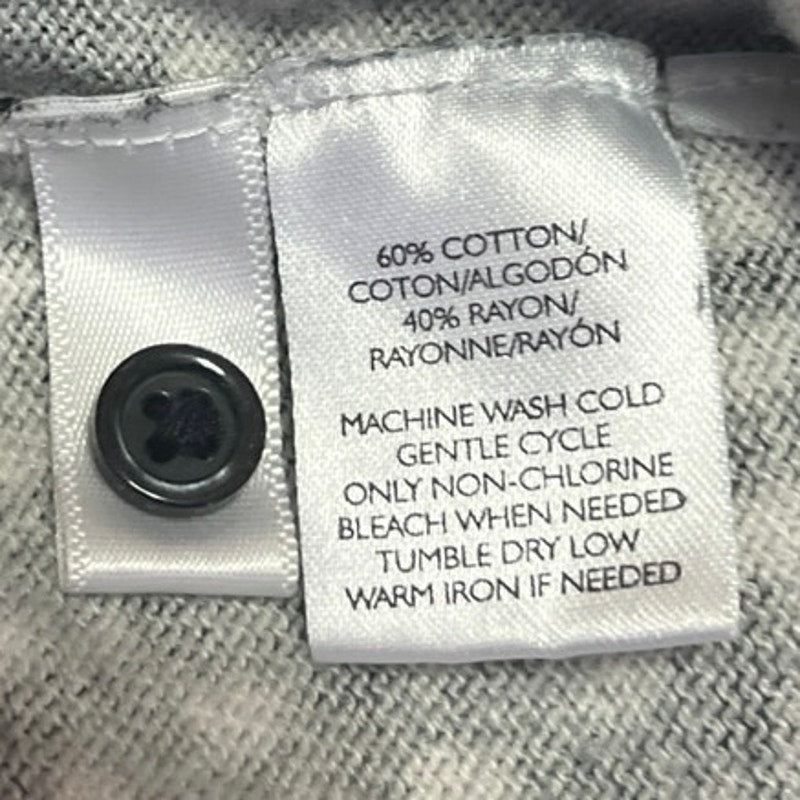 60% COTTON/
COTON/ALGODÓN
40% RAYON/
RAYONNE/RAYÓN
MACHINE WASH COLD
GENTLE CYCLE
ONLY NON-CHLORINE
BLEACH WHEN NEEDED
TUMBLE DRY LOW
WARM IRON IF NEEDED